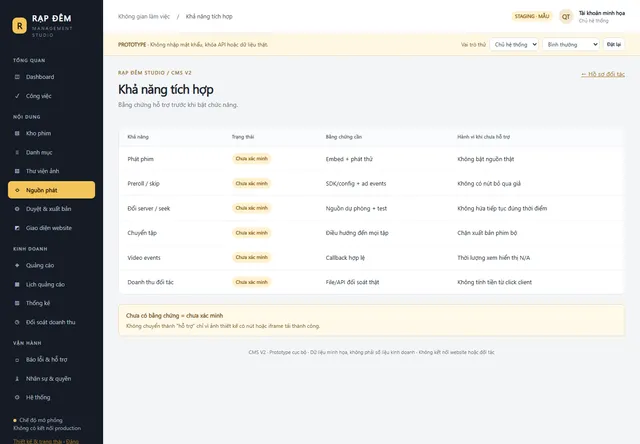 R
RẠP ĐÊM
MANAGEMENT
STUDIO
TỔNG QUAN
Dashboard
Công việc
NỘI DUNG
Kho phim
Danh mục
Thư viện ảnh
Nguồn phát
Duyệt & xuất bản
Giao diện website
KINH DOANH
Quảng cáo
Lịch quảng cáo
Thống kê
Đối soát doanh thu
VẬN HÀNH
Báo lỗi & hỗ trợ
Nhân sự & quyền
Hệ thống
Chế độ mô phỏng
Không có kết nối production
Thiết kế & trạng thái · Đăng
Không gian làm việc / Khả năng tích hợp
STAGING · MẪU
QT
Tài khoản minh họa
Chủ hệ thống
PROTOTYPE · Không nhập mật khẩu, khóa API hoặc dữ liệu thật.
Vai trò thử
Chủ hệ thống
Bình thường
Đặt lại
RẠP ĐÊM STUDIO / CMS V2
Khả năng tích hợp
Bằng chứng hỗ trợ trước khi bật chức năng.
← Hồ sơ đối tác
Khả năng Trạng thái Bằng chứng cần Hành vi khi chưa hỗ trợ
Phát phim Chưa xác minh Embed + phát thử Không bật nguồn thật
Preroll / skip Chưa xác minh SDK/config + ad events Không có nút bỏ qua giả
Đổi server / seek Chưa xác minh Nguồn dự phòng + test Không hứa tiếp tục đúng thời điểm
Chuyển tập Chưa xác minh Điều hướng đến mọi tập Chặn xuất bản phim bộ
Video events Chưa xác minh Callback hợp lệ Thời lượng xem hiển thị N/A
Doanh thu đối tác Chưa xác minh File/API đối soát thật Không tính tiền từ click client
Chưa có bằng chứng = chưa xác minh
Không chuyển thành "hỗ trợ" chỉ vì ảnh thiết kế có nút hoặc iframe tải thành công.
CMS V2 · Prototype cục bộ · Dữ liệu minh họa, không phải số liệu kinh doanh · Không kết nối website hoặc đối tác